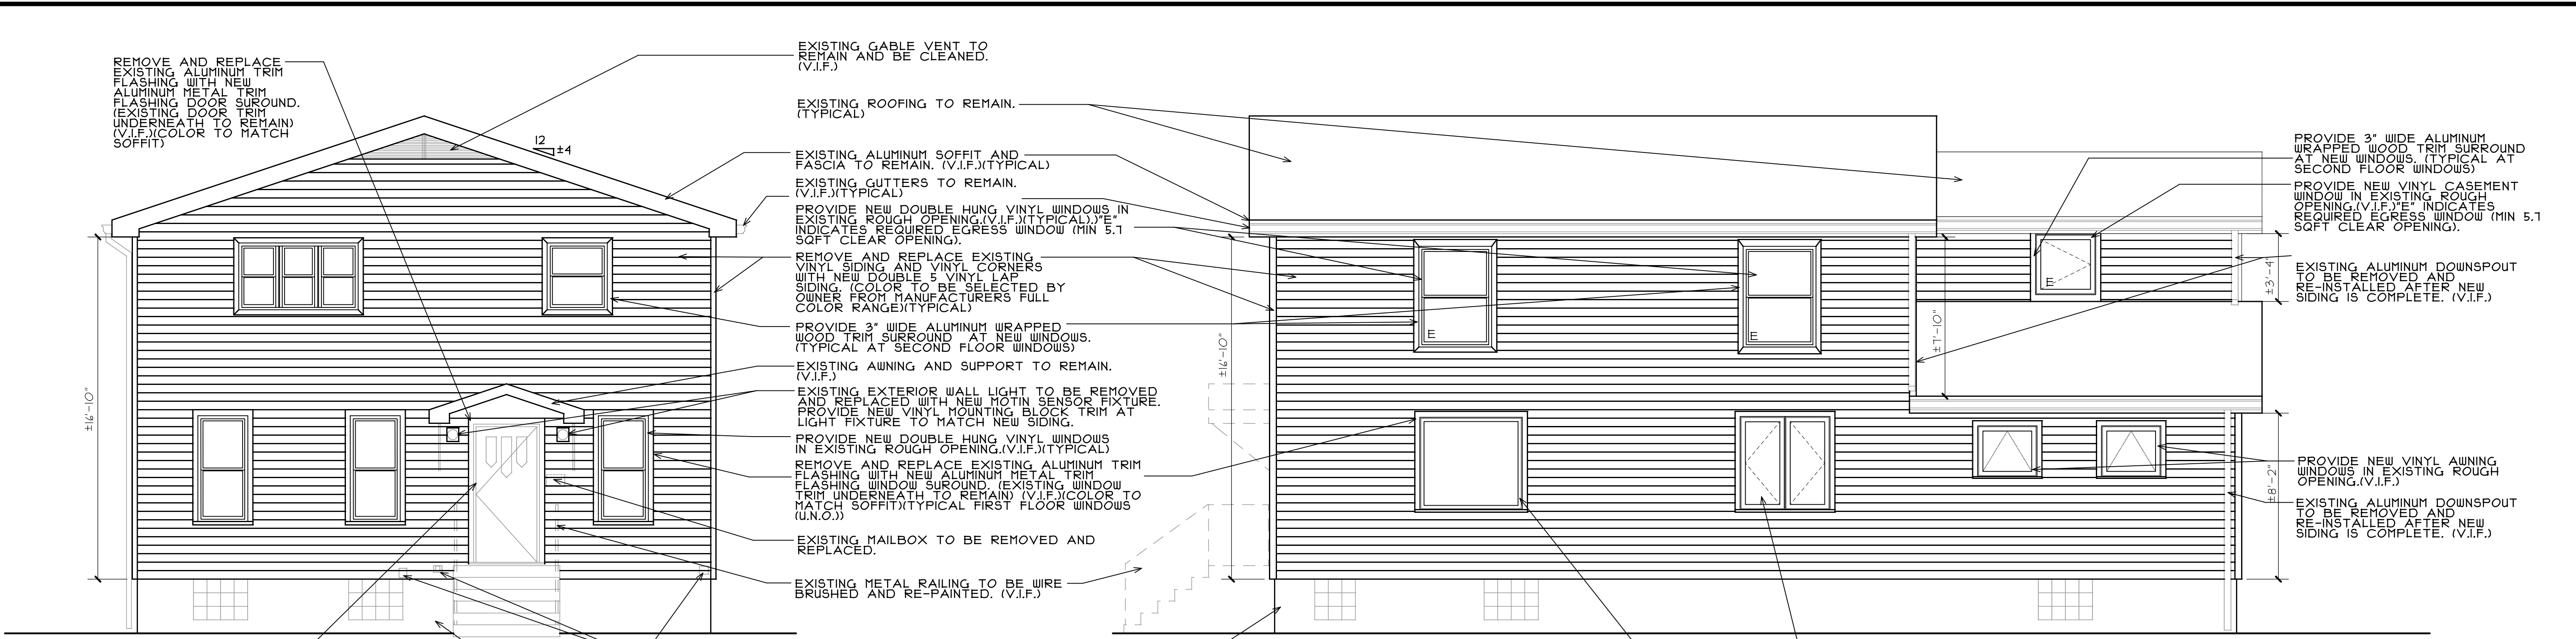 REMOVE AND REPLACE
EXISTING ALUMINUM TRIM
FLASHING WITH NEW
ALUMINUM METAL TRIM
FLASHING DOOR SUROUND.
(EXISTING DOOR TRIM
UNDERNEATH TO REMAIN)
(V.I.F.)(COLOR TO MATCH
SOFFIT)
12
±4
±16'-10"
EXISTING GABLE VENT TO
REMAIN AND BE CLEANED.
(V.I.F.)
EXISTING ROOFING TO REMAIN.
(TYPICAL)
EXISTING ALUMINUM SOFFIT AND
FASCIA TO REMAIN. (V.I.F.)(TYPICAL)
EXISTING GUTTERS TO REMAIN.
(V.I.F.)(TYPICAL)
PROVIDE NEW DOUBLE HUNG VINYL WINDOWS IN
EXISTING ROUGH OPENING.(V.I.F.)(TYPICAL).)"E"
INDICATES REQUIRED EGRESS WINDOW (MIN 5.7
SQFT CLEAR OPENING).
REMOVE AND REPLACE EXISTING
VINYL SIDING AND VINYL CORNERS
WITH NEW DOUBLE 5 VINYL LAP
SIDING. (COLOR TO BE SELECTED BY
OWNER FROM MANUFACTURERS FULL
COLOR RANGE)(TYPICAL)
PROVIDE 3" WIDE ALUMINUM WRAPPED
WOOD TRIM SURROUND AT NEW WINDOWS.
(TYPICAL AT SECOND FLOOR WINDOWS)
EXISTING AWNING AND SUPPORT TO REMAIN.
(V.I.F.)
EXISTING EXTERIOR WALL LIGHT TO BE REMOVED
AND REPLACED WITH NEW MOTIN SENSOR FIXTURE.
PROVIDE NEW VINYL MOUNTING BLOCK TRIM AT
LIGHT FIXTURE TO MATCH NEW SIDING.
PROVIDE NEW DOUBLE HUNG VINYL WINDOWS
IN EXISTING ROUGH OPENING.(V.I.F.)(TYPICAL)
REMOVE AND REPLACE EXISTING ALUMINUM TRIM
FLASHING WITH NEW ALUMINUM METAL TRIM
FLASHING WINDOW SUROUND. (EXISTING WINDOW
TRIM UNDERNEATH TO REMAIN) (V.I.F.)(COLOR TO
MATCH SOFFIT)(TYPICAL FIRST FLOOR WINDOWS
(U.N.O.))
EXISTING MAILBOX TO BE REMOVED AND
REPLACED.
EXISTING METAL RAILING TO BE WIRE
BRUSHED AND RE-PAINTED. (V.I.F.)
±16'-10"
E
E
E
±7'-10"
±3'-4"
±8'-2"
PROVIDE 3" WIDE ALUMINUM
WRAPPED WOOD TRIM SURROUND
AT NEW WINDOWS. (TYPICAL AT
SECOND FLOOR WINDOWS)
PROVIDE NEW VINYL CASEMENT
WINDOW IN EXISTING ROUGH
OPENING.(V.I.F.)"E" INDICATES
REQUIRED EGRESS WINDOW (MIN 5.7
SQFT CLEAR OPENING).
EXISTING ALUMINUM DOWNSPOUT
TO BE REMOVED AND
RE-INSTALLED AFTER NEW
SIDING IS COMPLETE. (V.I.F.)
PROVIDE NEW VINYL AWNING
WINDOWS IN EXISTING ROUGH
OPENING.(V.I.F.)
EXISTING ALUMINUM DOWNSPOUT
TO BE REMOVED AND
RE-INSTALLED AFTER NEW
SIDING IS COMPLETE. (V.I.F.)